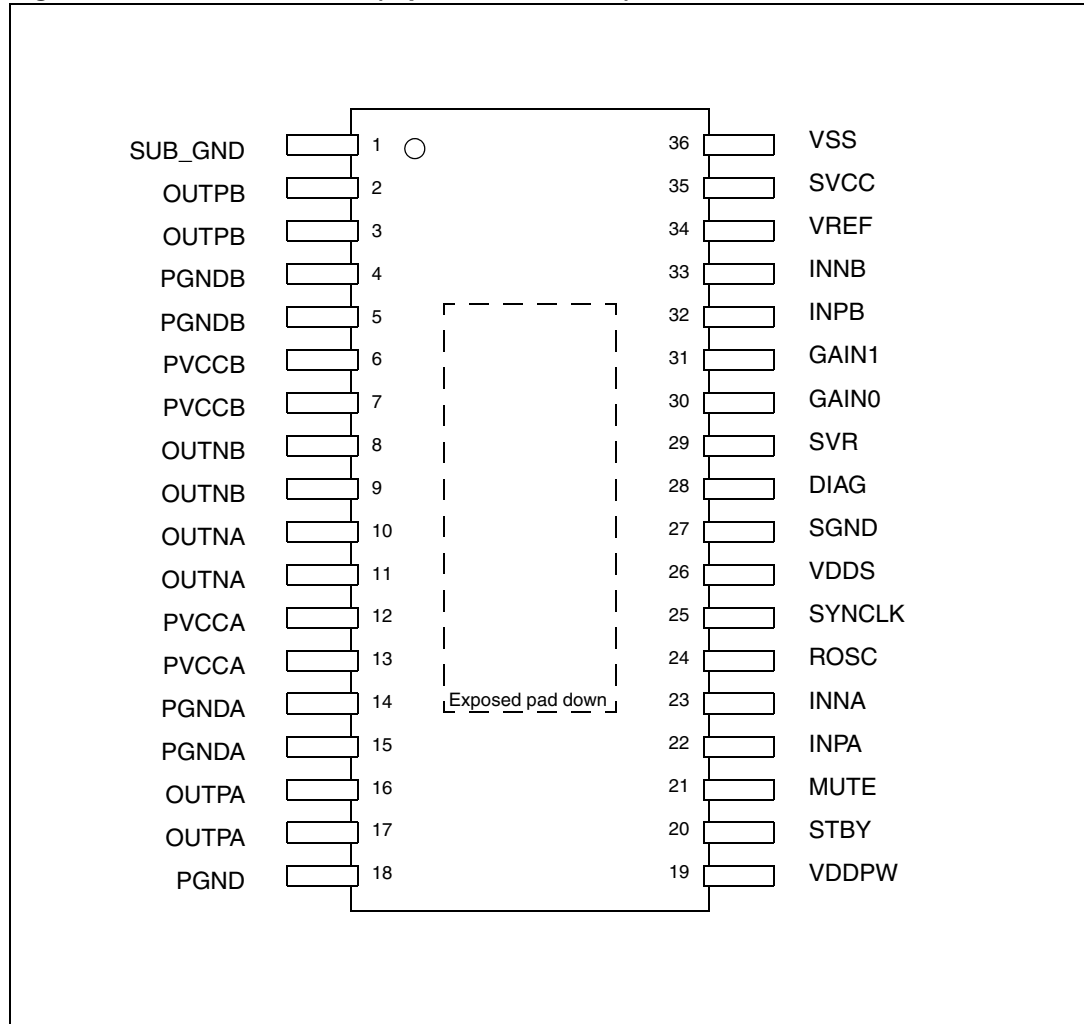 SUB_GND 1 36 VSS
OUTPB 2 35 SVCC
OUTPB 3 34 VREF
PGNDB 4 33 INNB
PGNDB 5 32 INPB
PVCCB 6 31 GAIN1
PVCCB 7 30 GAIN0
OUTNB 8 29 SVR
OUTNB 9 28 DIAG
OUTNA 10 27 SGND
OUTNA 11 26 VDDS
PVCCA 12 25 SYNCLK
PVCCA 13 24 ROSC
PGNDA 14 Exposed pad down 23 INNA
PGNDA 15 22 INPA
OUTPA 16 21 MUTE
OUTPA 17 20 STBY
PGND 18 19 VDDPW